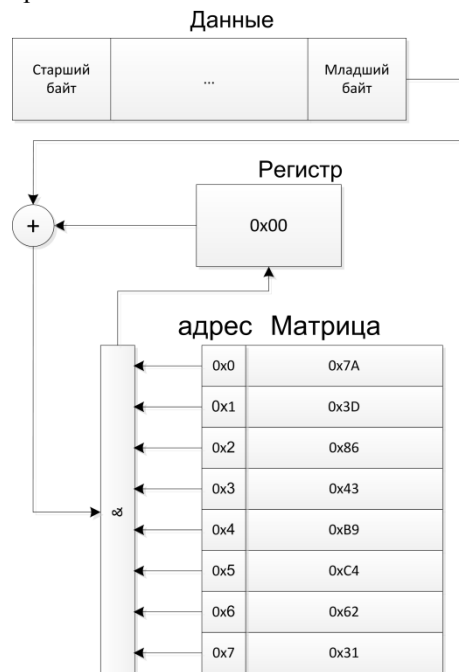 Данные
Старший
байт
...
Младший
байт
Регистр
+
0x00
адрес Матрица
0x0 0x7A
0x1 0x3D
0x2 0x86
0x3 0x43
&
0x4 0xB9
0x5 0xC4
0x6 0x62
0x7 0x31